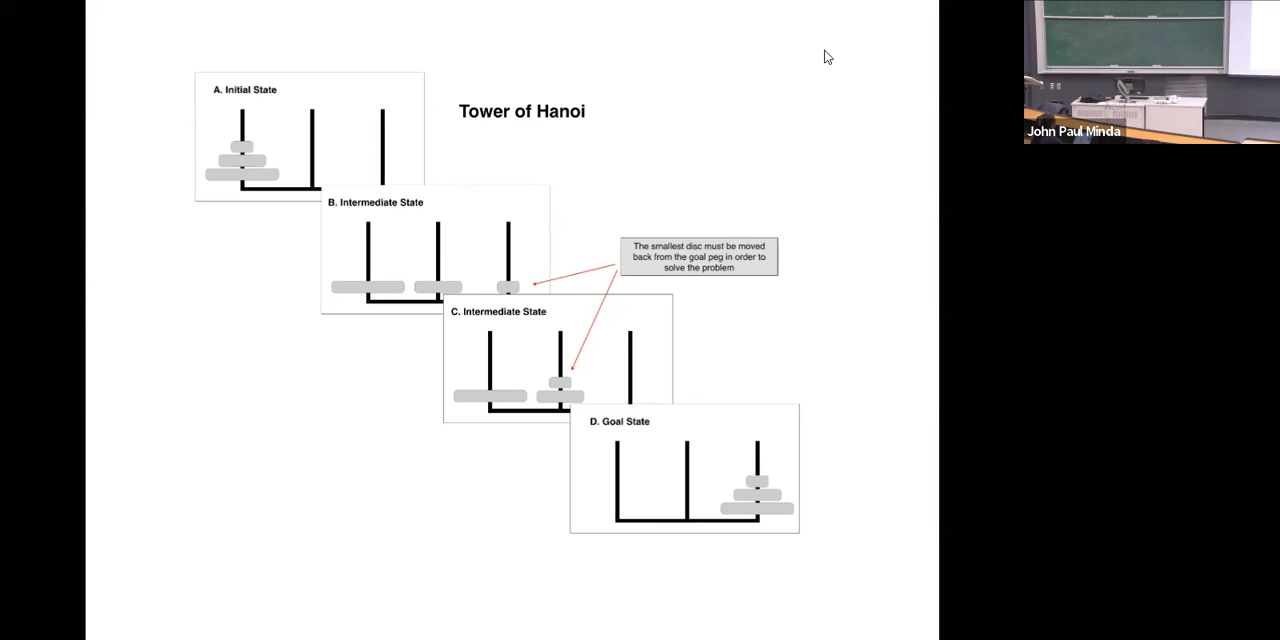 A. Initial State
Tower of Hanoi
John Paul Minda
B. Intermediate State
The smallest disc must be moved
back from the goal peg in order to
solve the problem
C. Intermediate State
D. Goal State